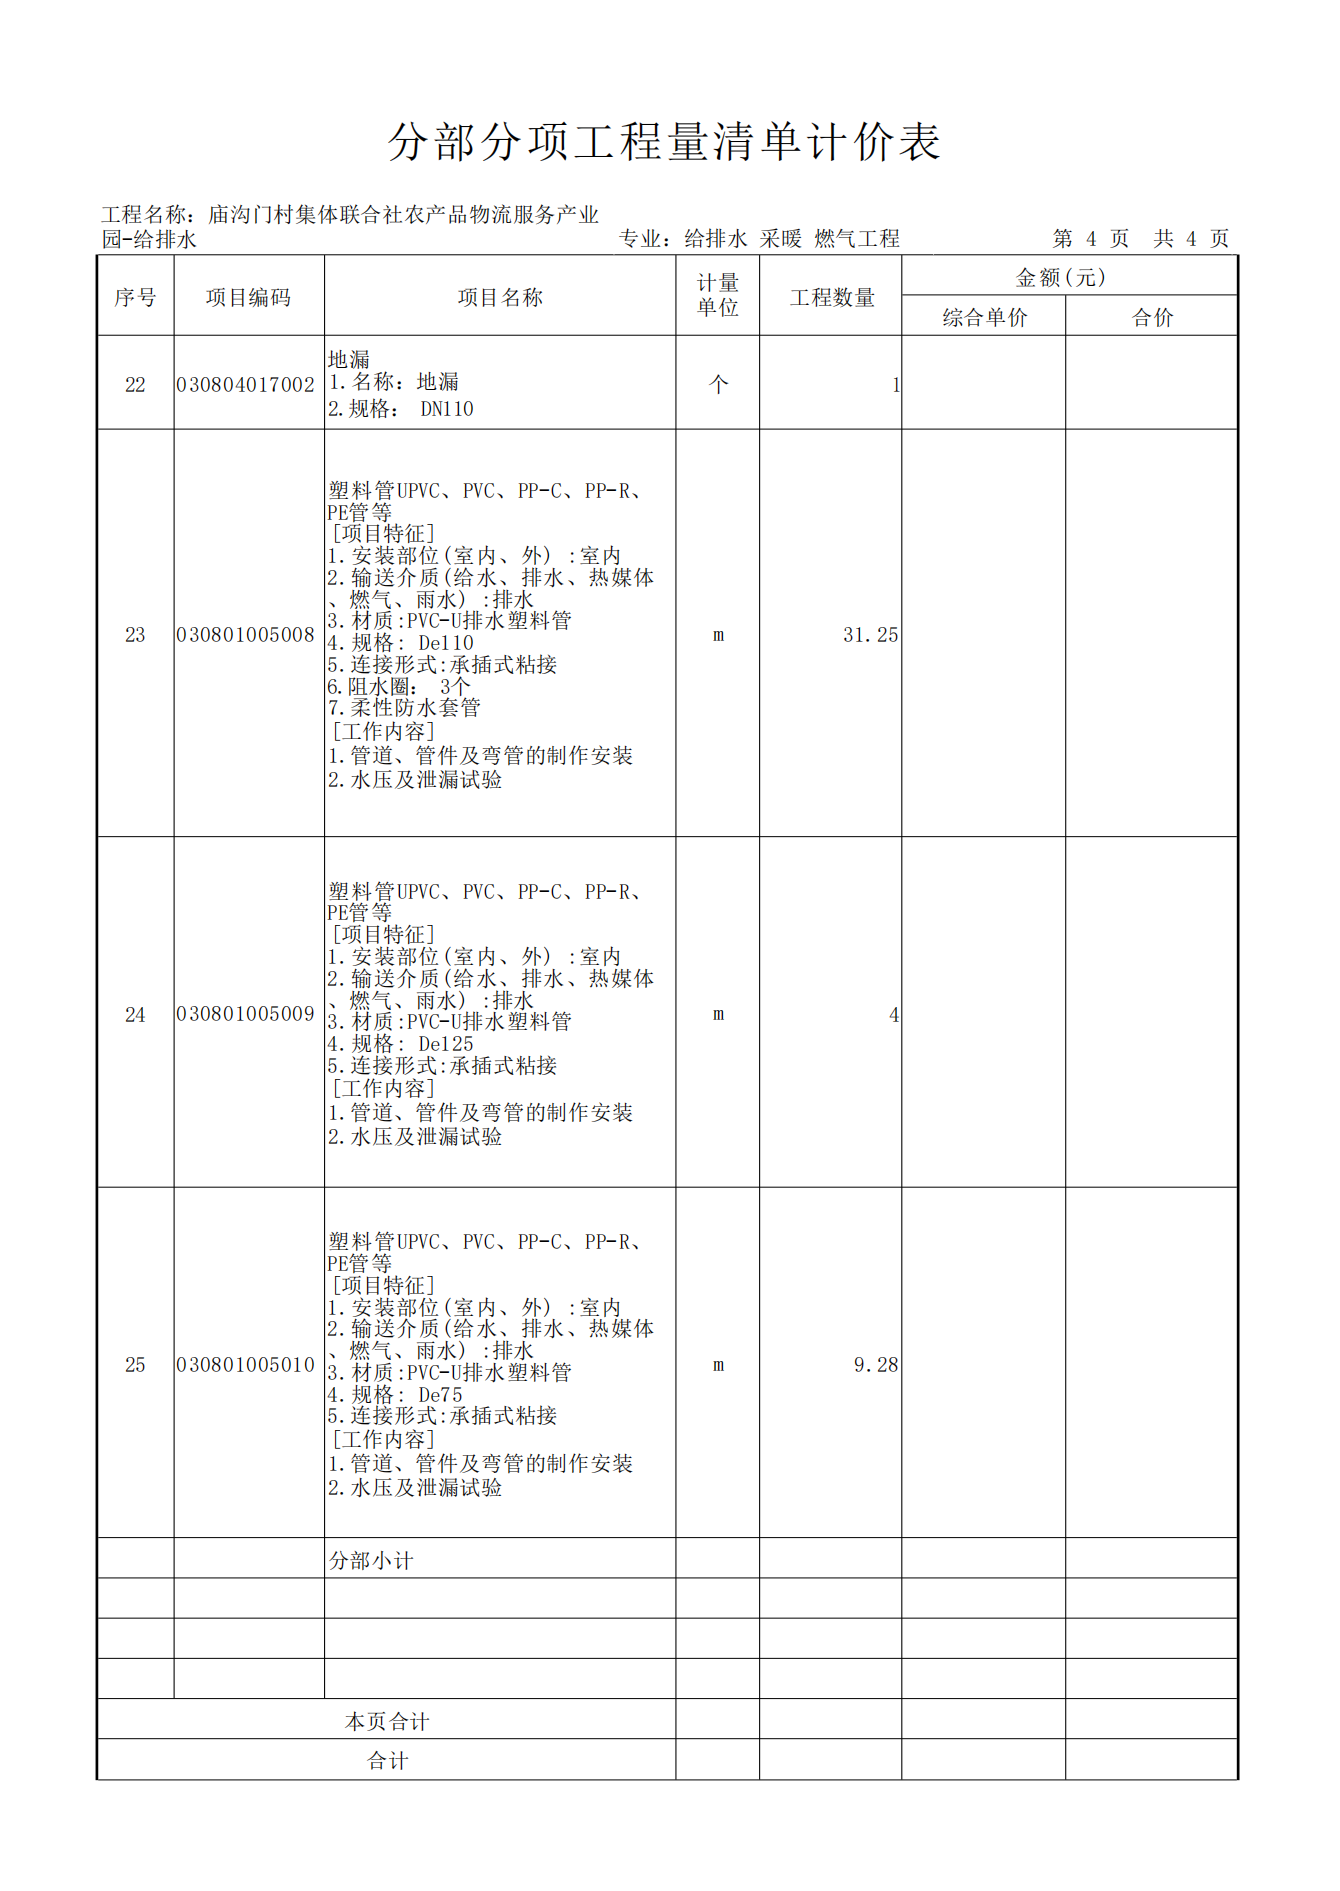 分部分项工程量清单计价表
工程名称：庙沟门村集体联合社农产品物流服务产业
园-给排水
专业：给排水 采暖 燃气工程
第 4 页 共 4 页
序号
项目编码
项目名称
计量
单位
工程数量
金额(元)
综合单价
合价
22
030804017002
地漏
1.名称：地漏
2.规格： DN110
个
1
23
030801005008
塑料管UPVC、PVC、PP-C、PP-R、
PE管等
[项目特征]
1.安装部位(室内、外) :室内
2.输送介质(给水、排水、热媒体
、燃气、雨水) :排水
3.材质:PVC-U排水塑料管
4.规格: De110
5.连接形式:承插式粘接
6.阻水圈： 3个
7.柔性防水套管
[工作内容]
1.管道、管件及弯管的制作安装
2.水压及泄漏试验
m
31.25
24
030801005009
塑料管UPVC、PVC、PP-C、PP-R、
PE管等
[项目特征]
1.安装部位(室内、外) :室内
2.输送介质(给水、排水、热媒体
、燃气、雨水) :排水
3.材质:PVC-U排水塑料管
4.规格: De125
5.连接形式:承插式粘接
[工作内容]
1.管道、管件及弯管的制作安装
2.水压及泄漏试验
m
4
25
030801005010
塑料管UPVC、PVC、PP-C、PP-R、
PE管等
[项目特征]
1.安装部位(室内、外) :室内
2.输送介质(给水、排水、热媒体
、燃气、雨水) :排水
3.材质:PVC-U排水塑料管
4.规格: De75
5.连接形式:承插式粘接
[工作内容]
1.管道、管件及弯管的制作安装
2.水压及泄漏试验
m
9.28
分部小计
本页合计
合计